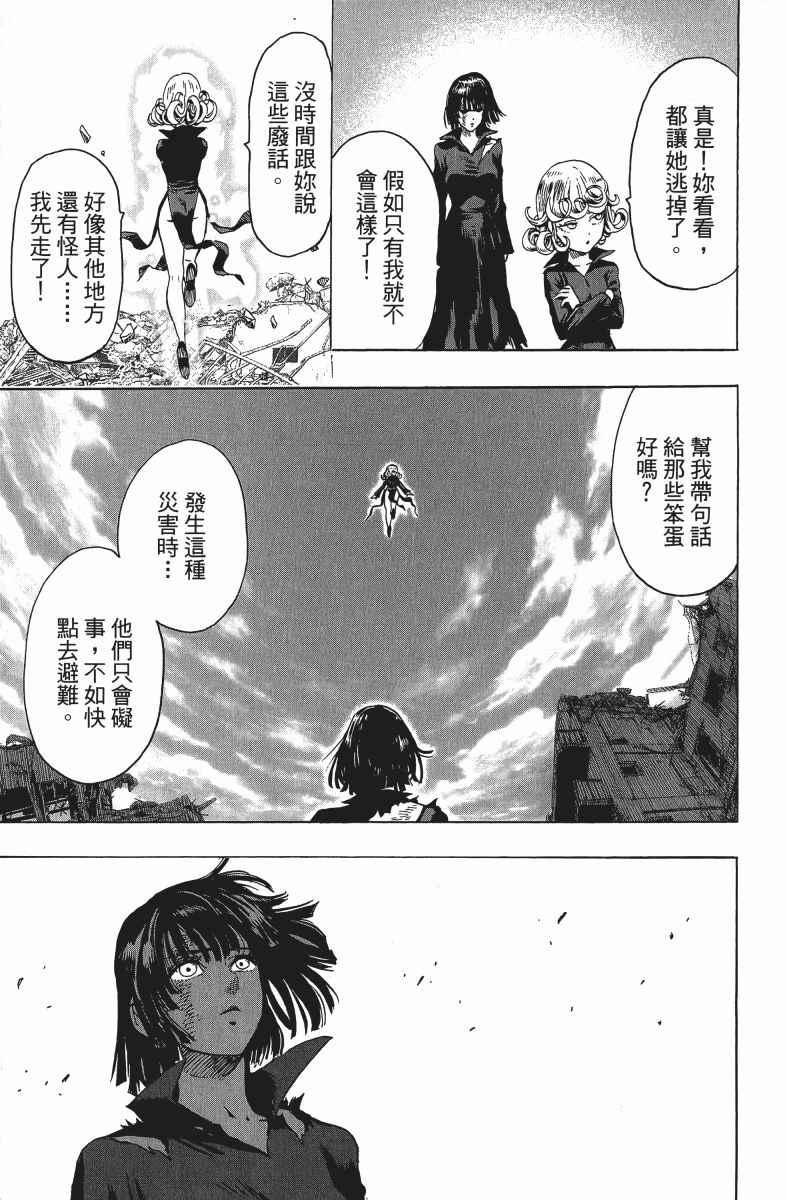 真是！妳看看，
都讓她逃掉了。
假如只有我就不
會這樣了！
沒時間跟妳說
這些廢話。
好像其他地方
還有怪人……
我先走了！
幫我帶句話
給那些笨蛋
好嗎？
發生這種
災害時…
他們只會礙
事，不如快
點去避難。